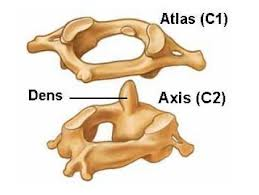 Atlas (C1)
Dens
Axis (C2)